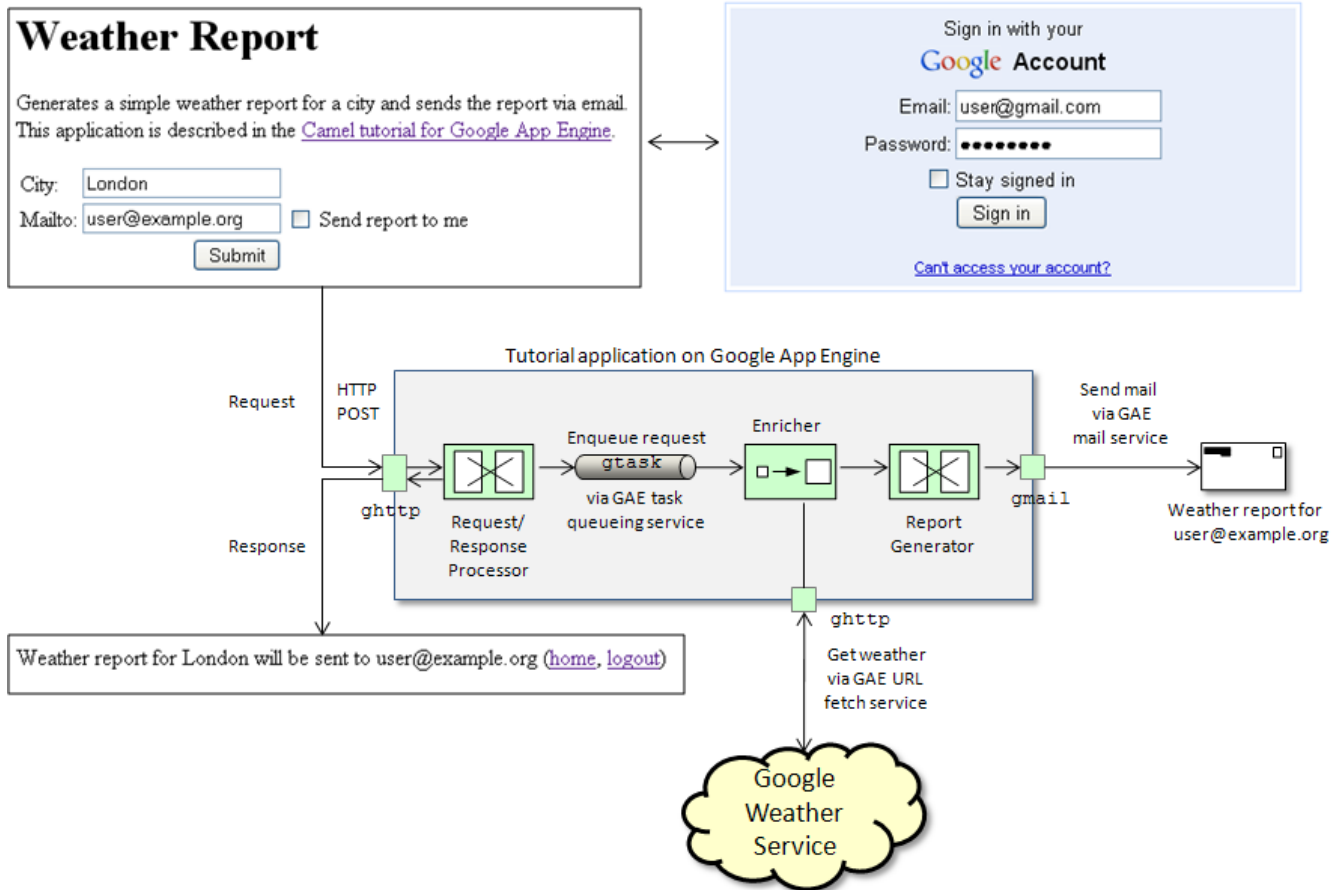 Weather Report
Generates a simple weather report for a city and sends the report via email.
This application is described in the Camel tutorial for Google App Engine.
City: London
Mailto: user@example.org Send report to me
Submit
Sign in with your
Google Account
Email: user@gmail.com
Password: ●●●●●●●●
Stay signed in
Sign in
Can't access your account?
Tutorial application on Google App Engine
Request
HTTP
POST
ghttp
Request/
Response
Processor
Enqueue request
gtask
via GAE task
queueing service
Enricher
Report
Generator
gmail
Send mail
via GAE
mail service
Weather report for
user@example.org
Response
Weather report for London will be sent to user@example.org (home, logout)
ghttp
Get weather
via GAE URL
fetch service
Google
Weather
Service